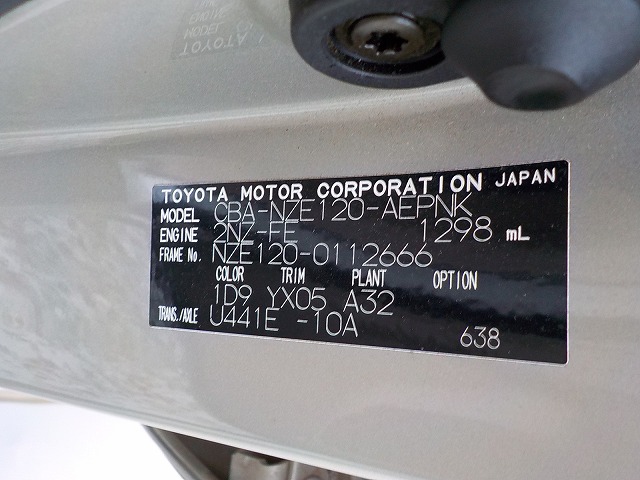 TOYOTA MOTOR CORPORATION JAPAN
MODEL CBA-NZE120-AEPNK
ENGINE 2NZ-FE 1298 mL
FRAME No. NZE120-0112666
COLOR TRIM PLANT OPTION
1D9 YX05 A32
TRANS./AXLE U441E -10A
638